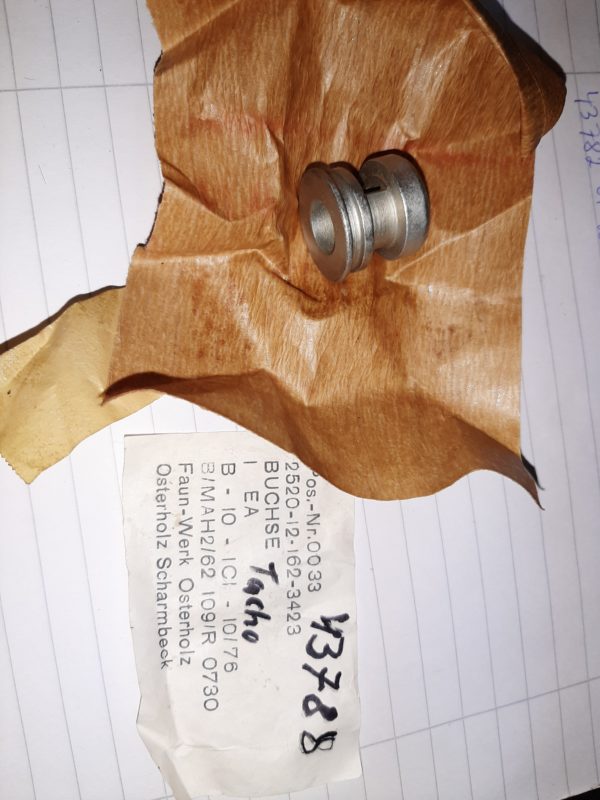 Pos.-Nr.0033
2520-12-162-3423
BUCHSE Tacho
1 EA
B - 10 - 1CI - 10/76
B/MAH2/62 109/R 0730
Faun-Werk Osterholz
Osterholz Scharmbeck
43788
43782